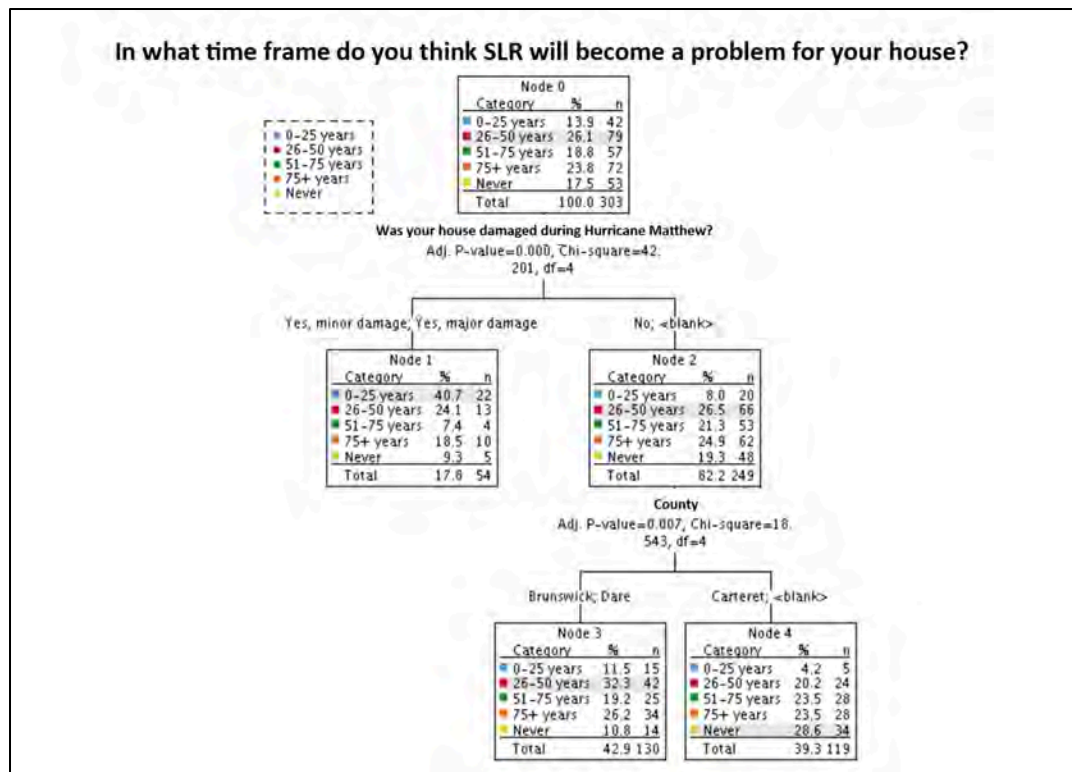 In what time frame do you think SLR will become a problem for your house?
Node 0
Category % n
0-25 years 13.9 42
26-50 years 26.1 79
51-75 years 18.8 57
75+ years 23.8 72
Never 17.5 53
Total 100.0 303
0-25 years
26-50 years
51-75 years
75+ years
Never
Was your house damaged during Hurricane Matthew?
Adj. P-value=0.000, Chi-square=42.
201, df=4
Yes, minor damage; Yes, major damage
No; <blank>
Node 1
Category % n
0-25 years 40.7 22
26-50 years 24.1 13
51-75 years 7.4 4
75+ years 18.5 10
Never 9.3 5
Total 17.8 54
Node 2
Category % n
0-25 years 8.0 20
26-50 years 26.5 66
51-75 years 21.3 53
75+ years 24.9 62
Never 19.3 48
Total 82.2 249
County
Adj. P-value=0.007, Chi-square=18.
543, df=4
Brunswick; Dare
Carteret; <blank>
Node 3
Category % n
0-25 years 11.5 15
26-50 years 32.3 42
51-75 years 19.2 25
75+ years 26.2 34
Never 10.8 14
Total 42.9 130
Node 4
Category % n
0-25 years 4.2 5
26-50 years 20.2 24
51-75 years 23.5 28
75+ years 23.5 28
Never 28.6 34
Total 39.3 119